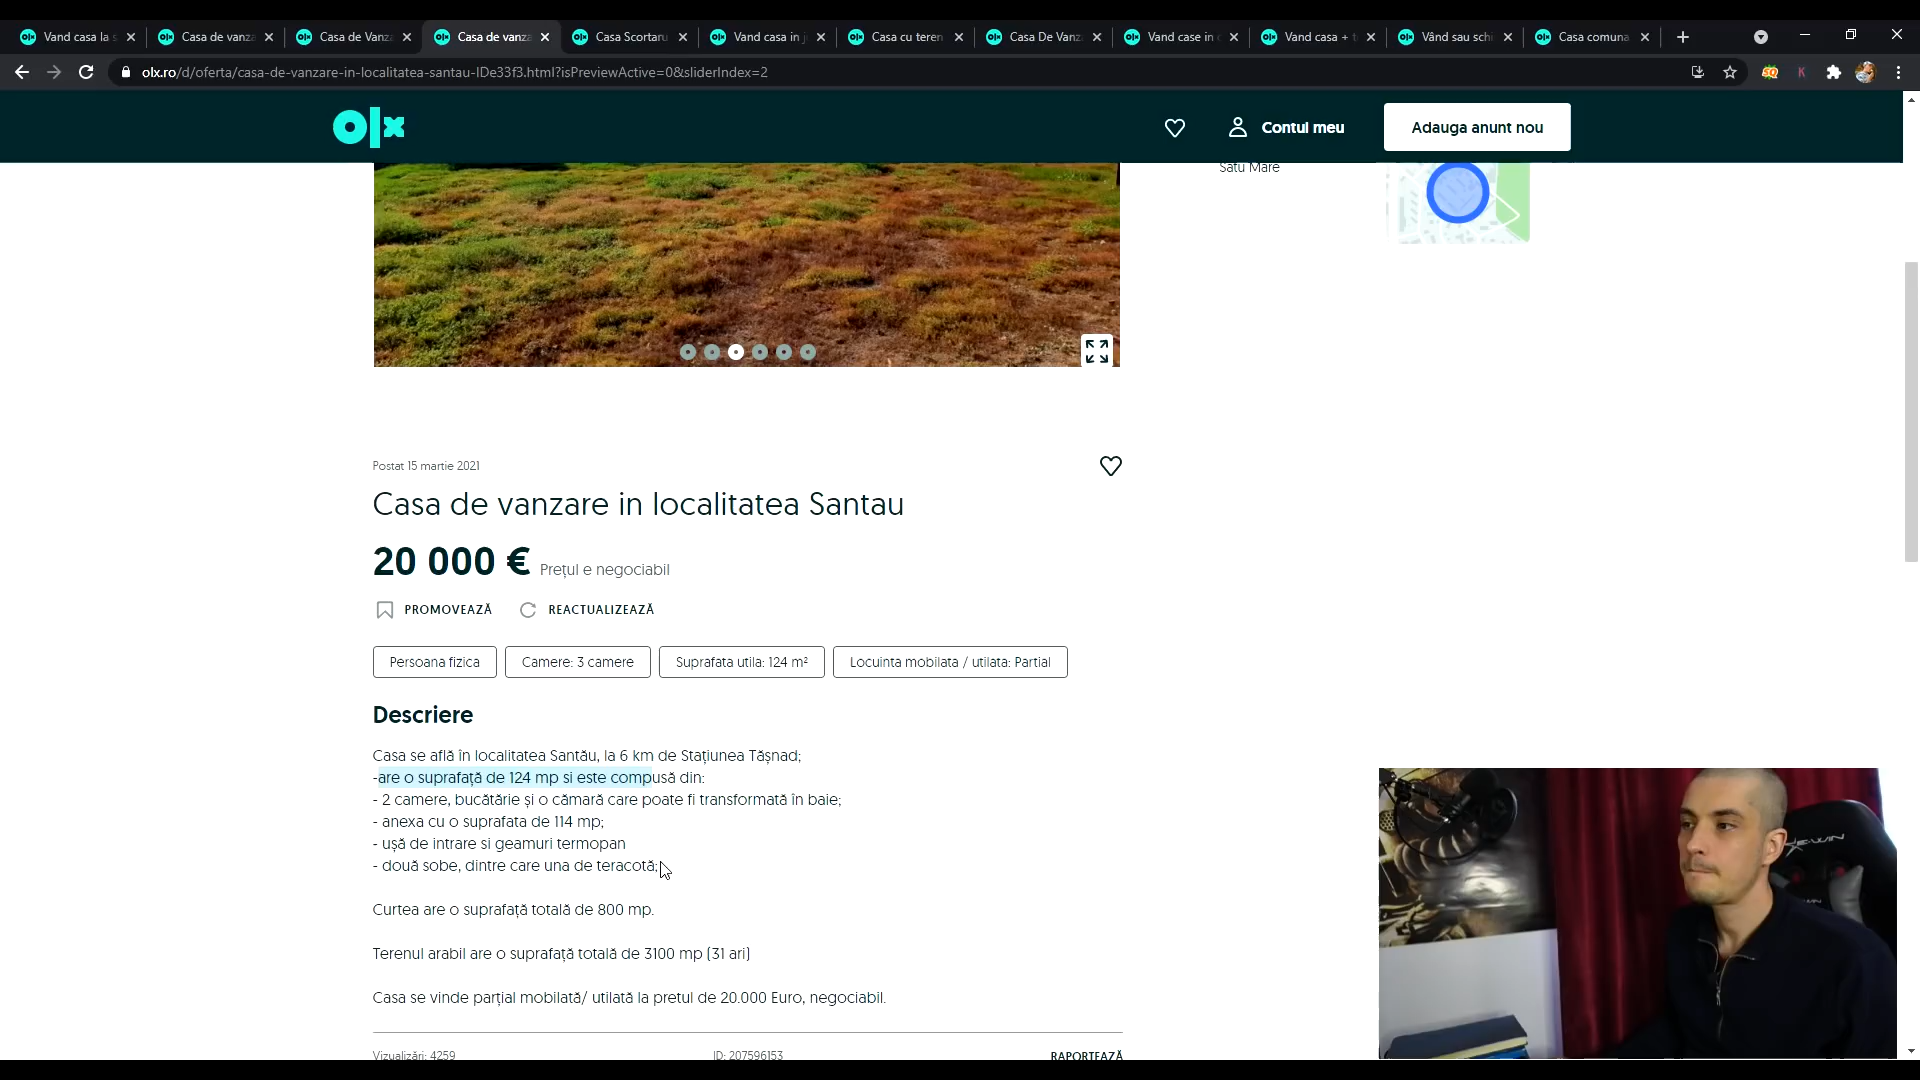 Vand casa la s
Casa de vanza
Casa de Vanza
Casa de vanza
Casa Scortaru
Vand casa in j
Casa cu teren
Casa De Vanz
Vand case in
Vand casa + t
Vând sau schi
Casa comuna
olx.ro/d/oferta/casa-de-vanzare-in-localitatea-santau-IDe33f3.html?isPreviewActive=0&sliderIndex=2
olx
Contul meu
Adauga anunt nou
Satu Mare
Postat 15 martie 2021
Casa de vanzare in localitatea Santau
20 000 € Prețul e negociabil
PROMOVEAZĂ REACTUALIZEAZĂ
Persoana fizica Camere: 3 camere Suprafata utila: 124 m² Locuinta mobilata / utilata: Partial
Descriere
Casa se află în localitatea Santău, la 6 km de Stațiunea Tășnad;
-are o suprafață de 124 mp si este compusă din:
- 2 camere, bucătărie și o cămară care poate fi transformată în baie;
- anexa cu o suprafata de 114 mp;
- ușă de intrare si geamuri termopan
- două sobe, dintre care una de teracotă;
Curtea are o suprafață totală de 800 mp.
Terenul arabil are o suprafață totală de 3100 mp (31 ari)
Casa se vinde parțial mobilată/ utilată la pretul de 20.000 Euro, negociabil.
Vizualizări: 4259 ID: 207596153 RAPORTEAZĂ